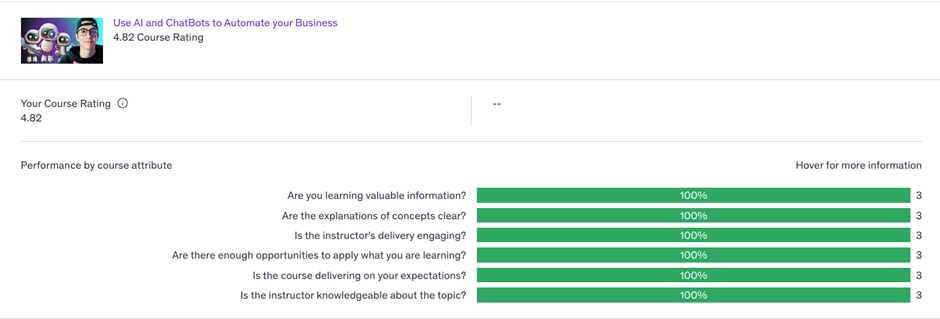 Use AI and ChatBots to Automate your Business
4.82 Course Rating
Your Course Rating
4.82
--
Performance by course attribute
Hover for more information
Are you learning valuable information? 100% 3
Are the explanations of concepts clear? 100% 3
Is the instructor's delivery engaging? 100% 3
Are there enough opportunities to apply what you are learning? 100% 3
Is the course delivering on your expectations? 100% 3
Is the instructor knowledgeable about the topic? 100% 3